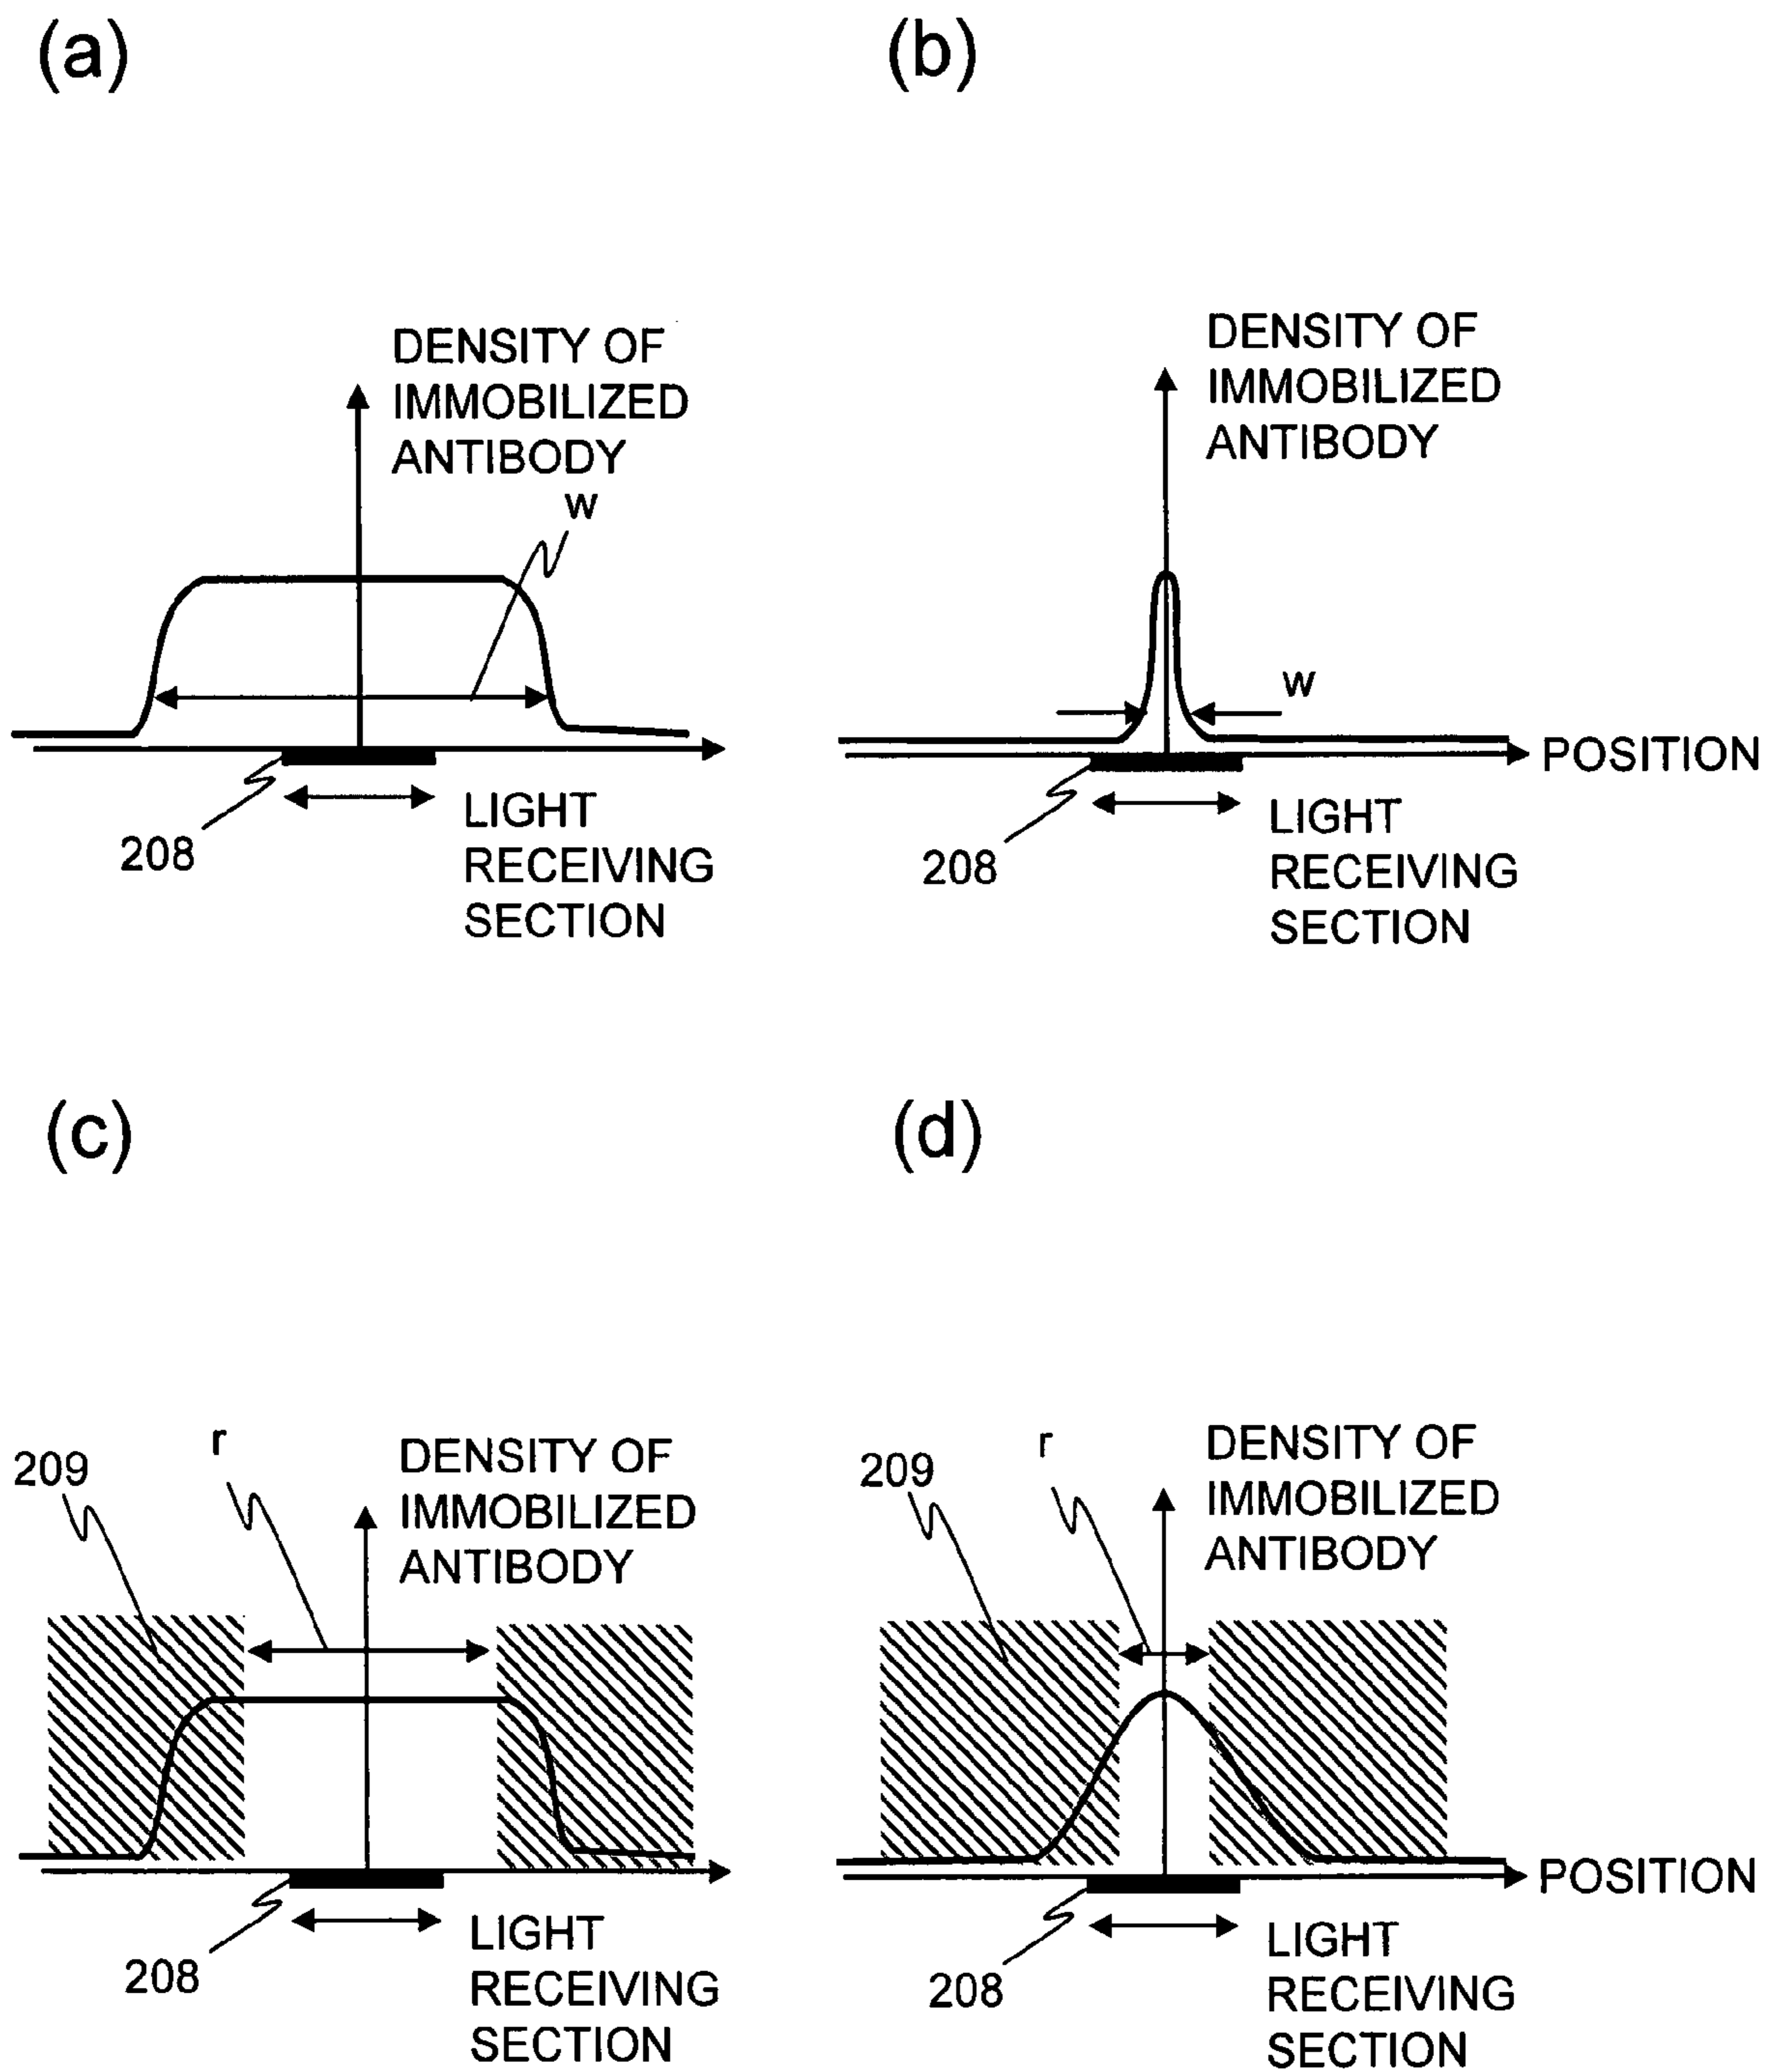 (a)
DENSITY OF
IMMOBILIZED
ANTIBODY
w
208
LIGHT
RECEIVING
SECTION
(b)
DENSITY OF
IMMOBILIZED
ANTIBODY
w
POSITION
208
LIGHT
RECEIVING
SECTION
(c)
209
r
DENSITY OF
IMMOBILIZED
ANTIBODY
208
LIGHT
RECEIVING
SECTION
(d)
209
r
DENSITY OF
IMMOBILIZED
ANTIBODY
POSITION
208
LIGHT
RECEIVING
SECTION